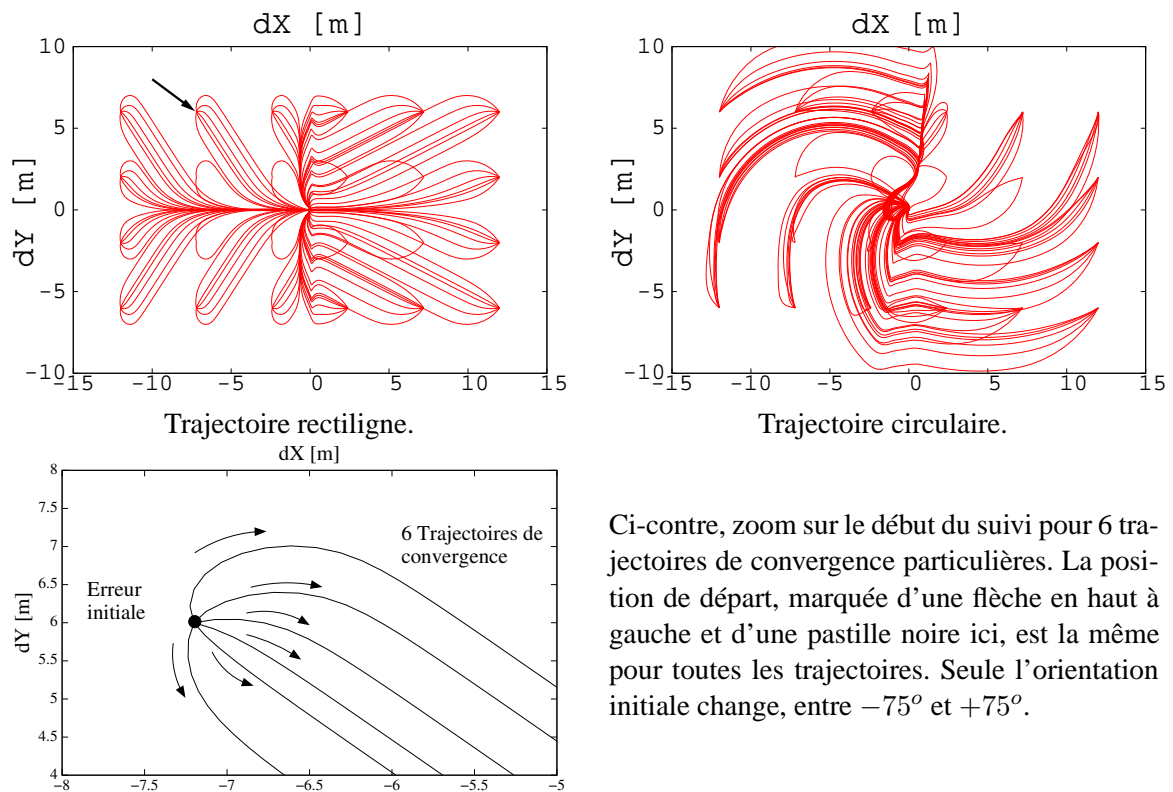 dX [m]
10
5
0
-5
-10
dY [m]
-15
-10
-5
0
5
10
15
Trajectoire rectiligne.
dX [m]
10
5
0
-5
-10
dY [m]
-15
-10
-5
0
5
10
15
Trajectoire circulaire.
dX [m]
8
7.5
7
6.5
6
5.5
5
4.5
4
dY [m]
-8
-7.5
-7
-6.5
-6
-5.5
-5
6 Trajectoires de
convergence
Erreur
initiale
Ci-contre, zoom sur le début du suivi pour 6 tra-
jectoires de convergence particulières. La posi-
tion de départ, marquée d'une flèche en haut à
gauche et d'une pastille noire ici, est la même
pour toutes les trajectoires. Seule l'orientation
initiale change, entre −75° et +75°.